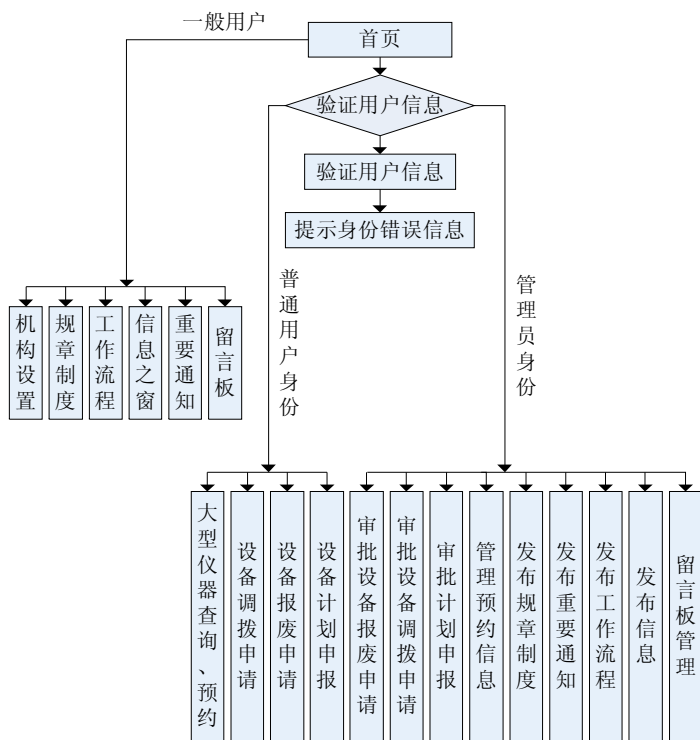 一般用户
首页
验证用户信息
验证用户信息
提示身份错误信息
普通用户身份
管理员身份
机构设置
规章制度
工作流程
信息之窗
重要通知
留言板
大型仪器查询、预约
设备调拨申请
设备报废申请
设备计划申报
审批设备报废申请
审批设备调拨申请
审批计划申报
管理预约信息
发布规章制度
发布重要通知
发布工作流程
发布信息
留言板管理